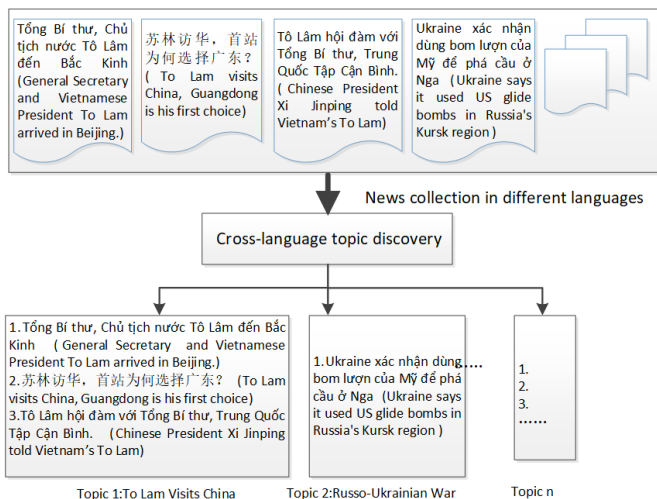 Tổng Bí thư, Chủ
tịch nước Tô Lâm
đến Bắc Kinh
(General Secretary
and Vietnamese
President To Lam
arrived in Beijing.)
苏林访华，首站
为何选择广东？
( To Lam visits
China, Guangdong
is his first choice)
Tô Lâm hội đàm với
Tổng Bí thư, Trung
Quốc Tập Cận Bình.
( Chinese President
Xi Jinping told
Vietnam's To Lam)
Ukraine xác nhận
dùng bom lượn của
Mỹ để phá cầu ở
Nga (Ukraine says
it used US glide
bombs in Russia's
Kursk region )
News collection in different languages
Cross-language topic discovery
1.Tổng Bí thư, Chủ tịch nước Tô Lâm đến Bắc
Kinh ( General Secretary and Vietnamese
President To Lam arrived in Beijing.)
2.苏林访华，首站为何选择广东？ (To Lam
visits China, Guangdong is his first choice)
3.Tô Lâm hội đàm với Tổng Bí thư, Trung Quốc
Tập Cận Bình. (Chinese President Xi Jinping
told Vietnam's To Lam)
Topic 1:To Lam Visits China
1.Ukraine xác nhận dùng
bom lượn của Mỹ để phá
cầu ở Nga (Ukraine says
it used US glide bombs in
Russia's Kursk region )
Topic 2:Russo-Ukrainian War
......
1.
2.
3.
......
Topic n